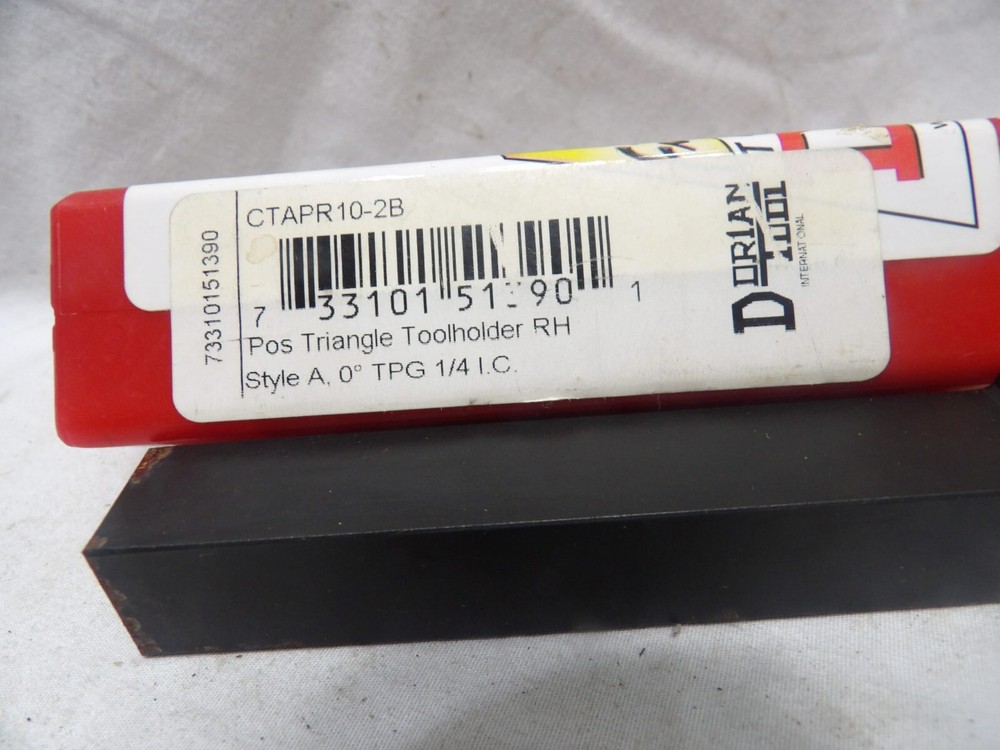 CTAPR10-2B
73310151390
7 33101 51390 1
Pos Triangle Toolholder RH
Style A, 0° TPG 1/4 I.C.
DORIAN
TOOL
INTERNATIONAL